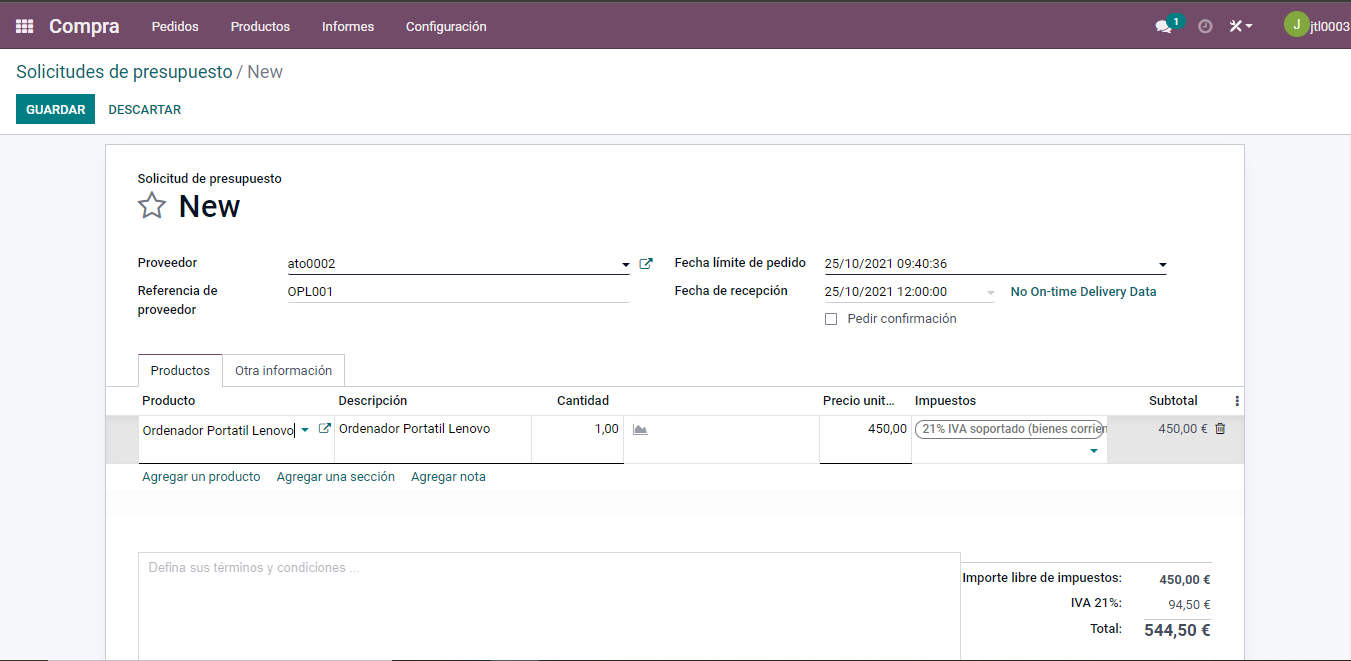 Compra Pedidos Productos Informes Configuración 1 J jtl0003
Solicitudes de presupuesto / New
GUARDAR DESCARTAR
Solicitud de presupuesto
New
Proveedor ato0002 Fecha límite de pedido 25/10/2021 09:40:36
Referencia de proveedor OPL001 Fecha de recepción 25/10/2021 12:00:00 No On-time Delivery Data
Pedir confirmación
Productos Otra información
Producto Descripción Cantidad Precio unit... Impuestos Subtotal
Ordenador Portatil Lenovo Ordenador Portatil Lenovo 1,00 450,00 21% IVA soportado (bienes corrien 450,00 €
Agregar un producto Agregar una sección Agregar nota
Defina sus términos y condiciones ...
Importe libre de impuestos: 450,00 €
IVA 21%: 94,50 €
Total: 544,50 €